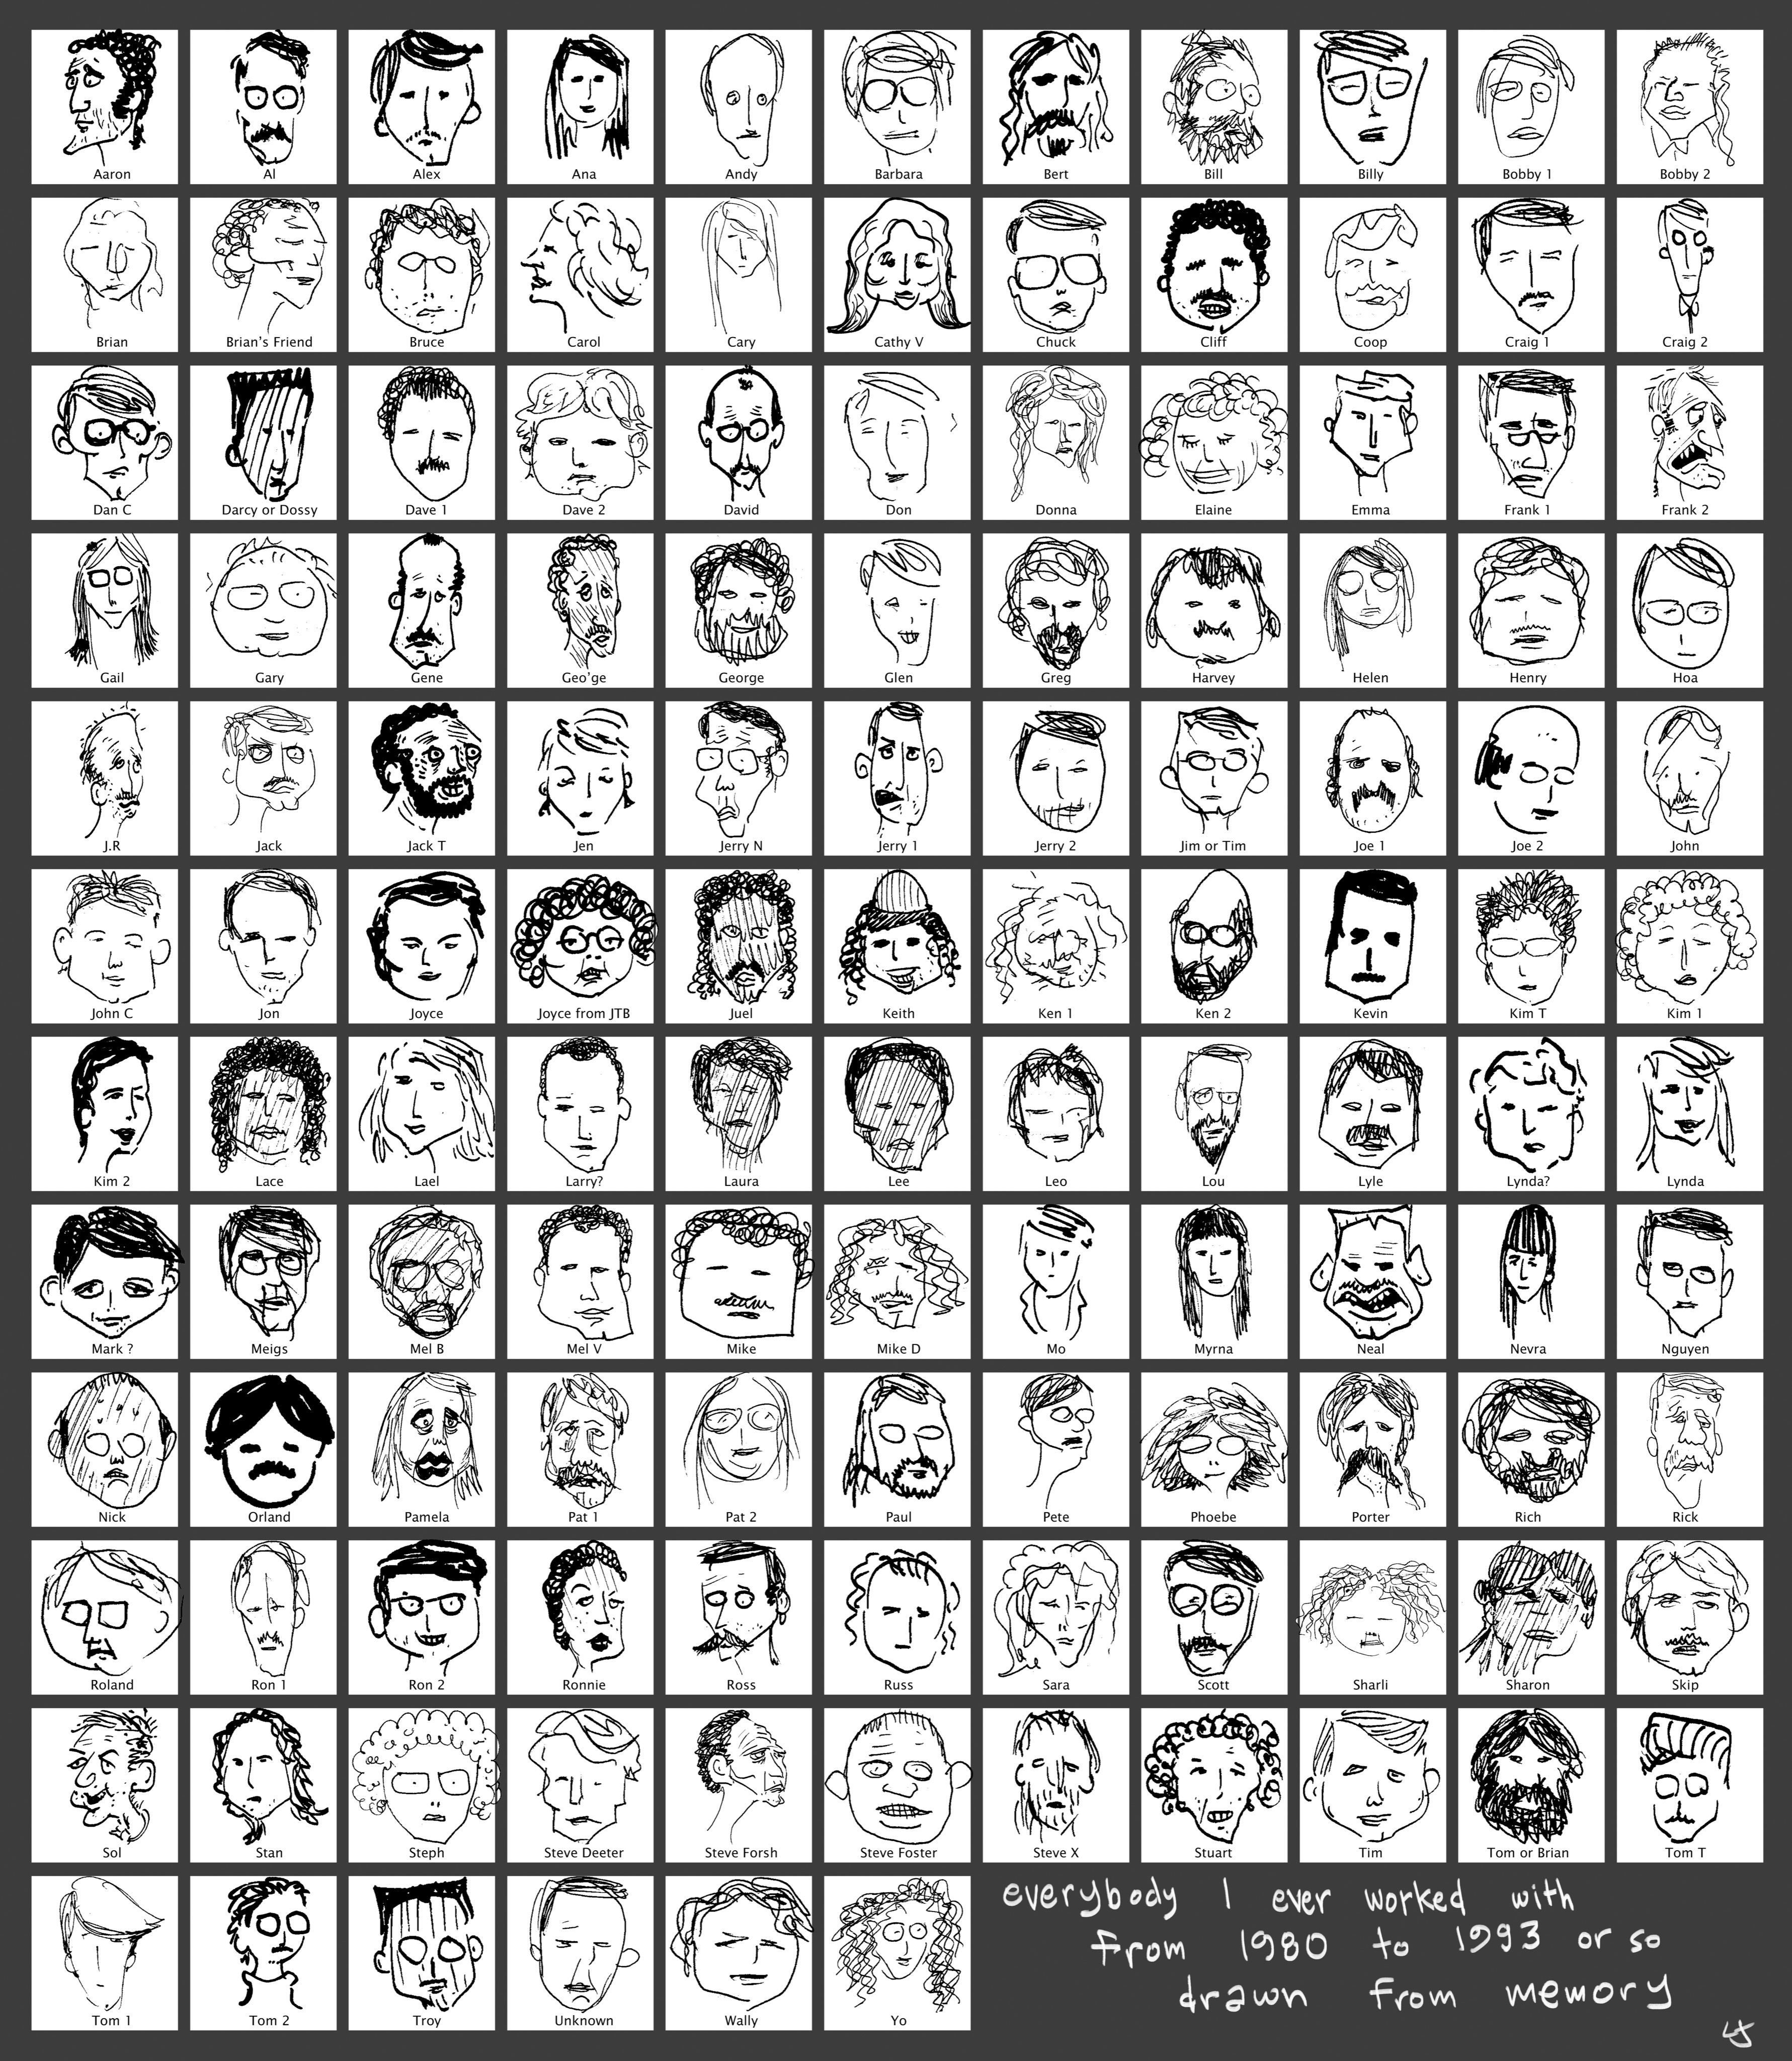 Aaron Al Alex Ana Andy Barbara Bert Bill Billy Bobby 1 Bobby 2
Brian Brian's Friend Bruce Carol Cary Cathy V Chuck Cliff Coop Craig 1 Craig 2
Dan C Darcy or Dossy Dave 1 Dave 2 David Don Donna Elaine Emma Frank 1 Frank 2
Gail Gary Gene Geo'ge George Glen Greg Harvey Helen Henry Hoa
J.R Jack Jack T Jen Jerry N Jerry 1 Jerry 2 Jim or Tim Joe 1 Joe 2 John
John C Jon Joyce Joyce from JTB Juel Keith Ken 1 Ken 2 Kevin Kim T Kim 1
Kim 2 Lace Lael Larry? Laura Lee Leo Lou Lyle Lynda? Lynda
Mark ? Meigs Mel B Mel V Mike Mike D Mo Myrna Neal Nevra Nguyen
Nick Orland Pamela Pat 1 Pat 2 Paul Pete Phoebe Porter Rich Rick
Roland Ron 1 Ron 2 Ronnie Ross Russ Sara Scott Sharli Sharon Skip
Sol Stan Steph Steve Deeter Steve Forsh Steve Foster Steve X Stuart Tim Tom or Brian Tom T
Tom 1 Tom 2 Troy Unknown Wally Yo
everybody I ever worked with
from 1980 to 1993 or so
drawn from memory